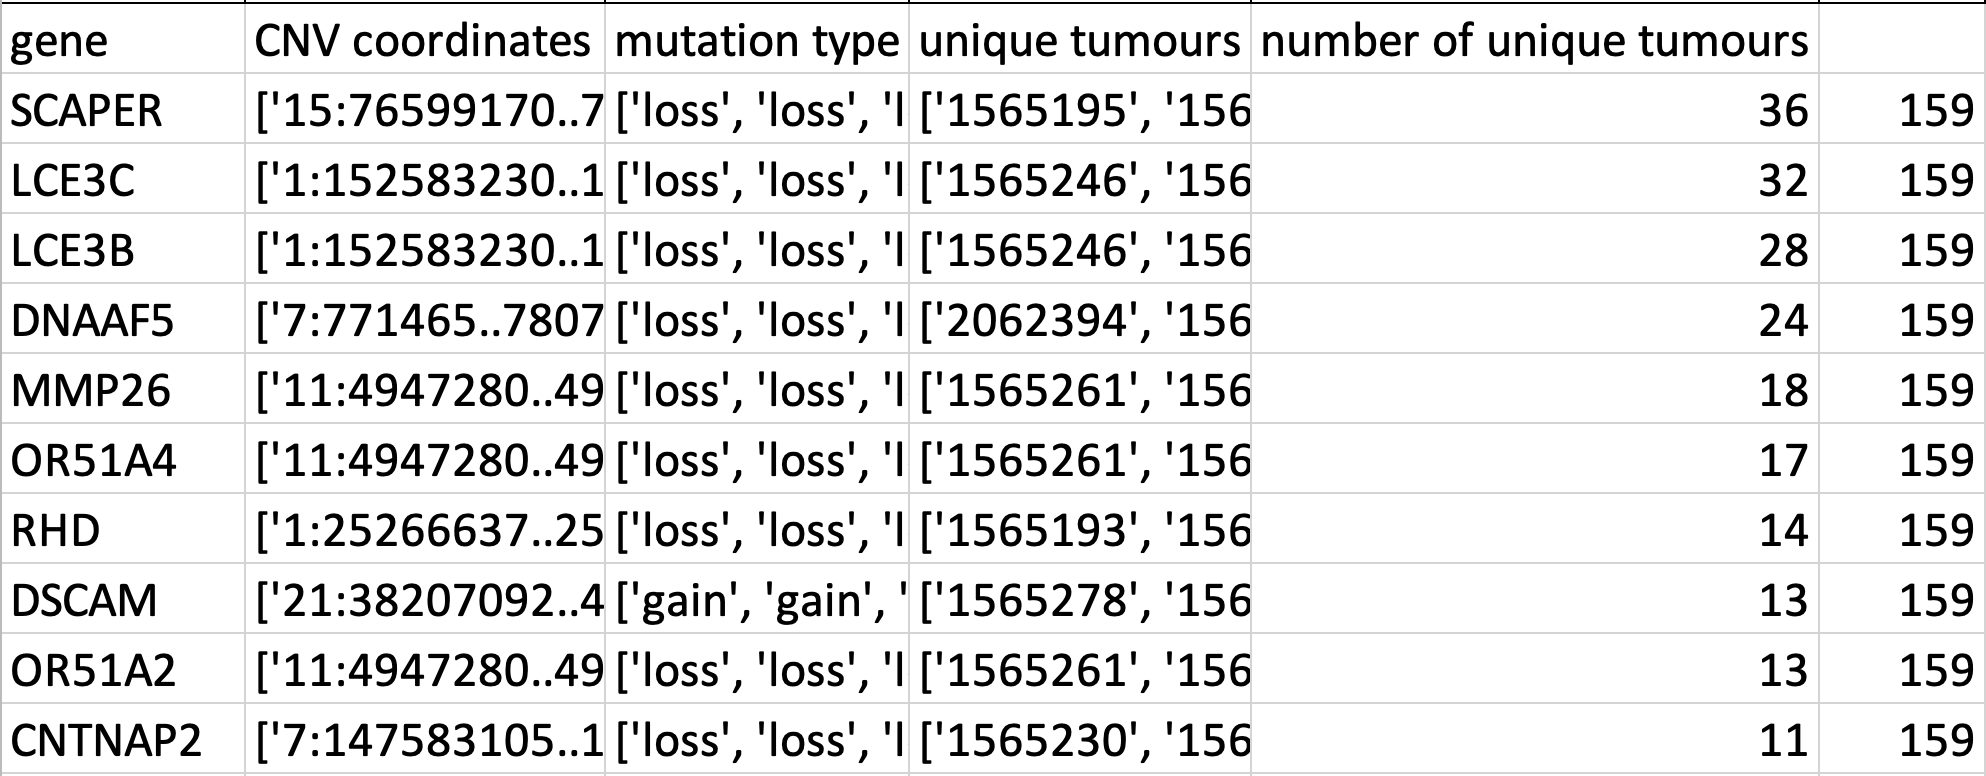 gene CNV coordinates mutation type unique tumours number of unique tumours
SCAPER ['15:76599170..7 ['loss', 'loss', 'l ['1565195', '156 36 159
LCE3C ['1:152583230..1 ['loss', 'loss', 'l ['1565246', '156 32 159
LCE3B ['1:152583230..1 ['loss', 'loss', 'l ['1565246', '156 28 159
DNAAF5 ['7:771465..7807 ['loss', 'loss', 'l ['2062394', '156 24 159
MMP26 ['11:4947280..49 ['loss', 'loss', 'l ['1565261', '156 18 159
OR51A4 ['11:4947280..49 ['loss', 'loss', 'l ['1565261', '156 17 159
RHD ['1:25266637..25 ['loss', 'loss', 'l ['1565193', '156 14 159
DSCAM ['21:38207092..4 ['gain', 'gain', ' ['1565278', '156 13 159
OR51A2 ['11:4947280..49 ['loss', 'loss', 'l ['1565261', '156 13 159
CNTNAP2 ['7:147583105..1 ['loss', 'loss', 'l ['1565230', '156 11 159